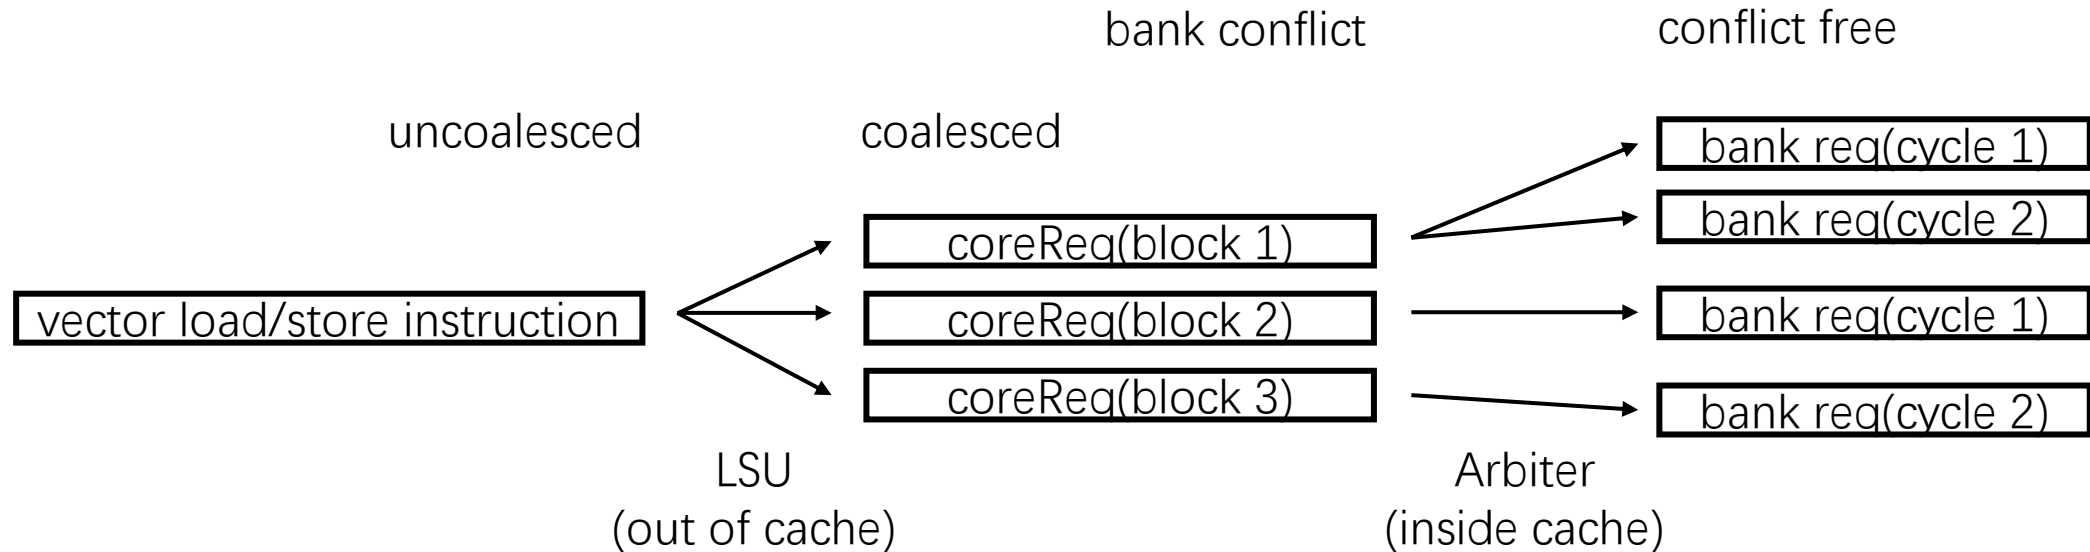 bank conflict
conflict free
uncoalesced
coalesced
bank req(cycle 1)
bank req(cycle 2)
coreReq(block 1)
vector load/store instruction
coreReq(block 2)
bank req(cycle 1)
coreReq(block 3)
bank req(cycle 2)
LSU
(out of cache)
Arbiter
(inside cache)